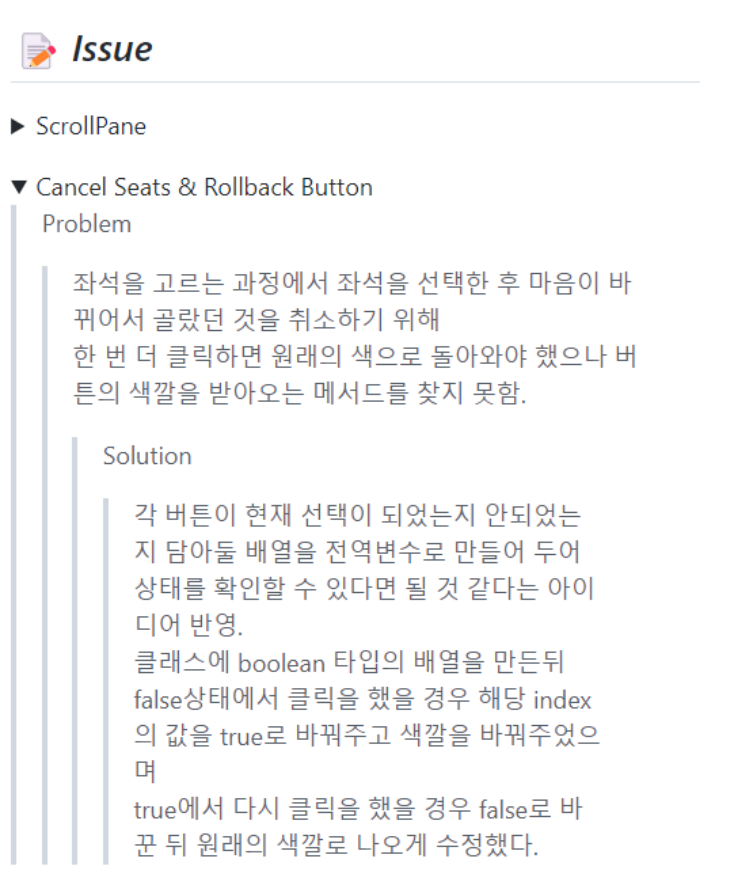 📝 Issue
▶ ScrollPane
▼ Cancel Seats & Rollback Button
Problem
좌석을 고르는 과정에서 좌석을 선택한 후 마음이 바
뀌어서 골랐던 것을 취소하기 위해
한 번 더 클릭하면 원래의 색으로 돌아와야 했으나 버
튼의 색깔을 받아오는 메서드를 찾지 못함.
Solution
각 버튼이 현재 선택이 되었는지 안되었는
지 담아둘 배열을 전역변수로 만들어 두어
상태를 확인할 수 있다면 될 것 같다는 아이
디어 반영.
클래스에 boolean 타입의 배열을 만든뒤
false상태에서 클릭을 했을 경우 해당 index
의 값을 true로 바꿔주고 색깔을 바꿔주었으
며
true에서 다시 클릭을 했을 경우 false로 바
꾼 뒤 원래의 색깔로 나오게 수정했다.